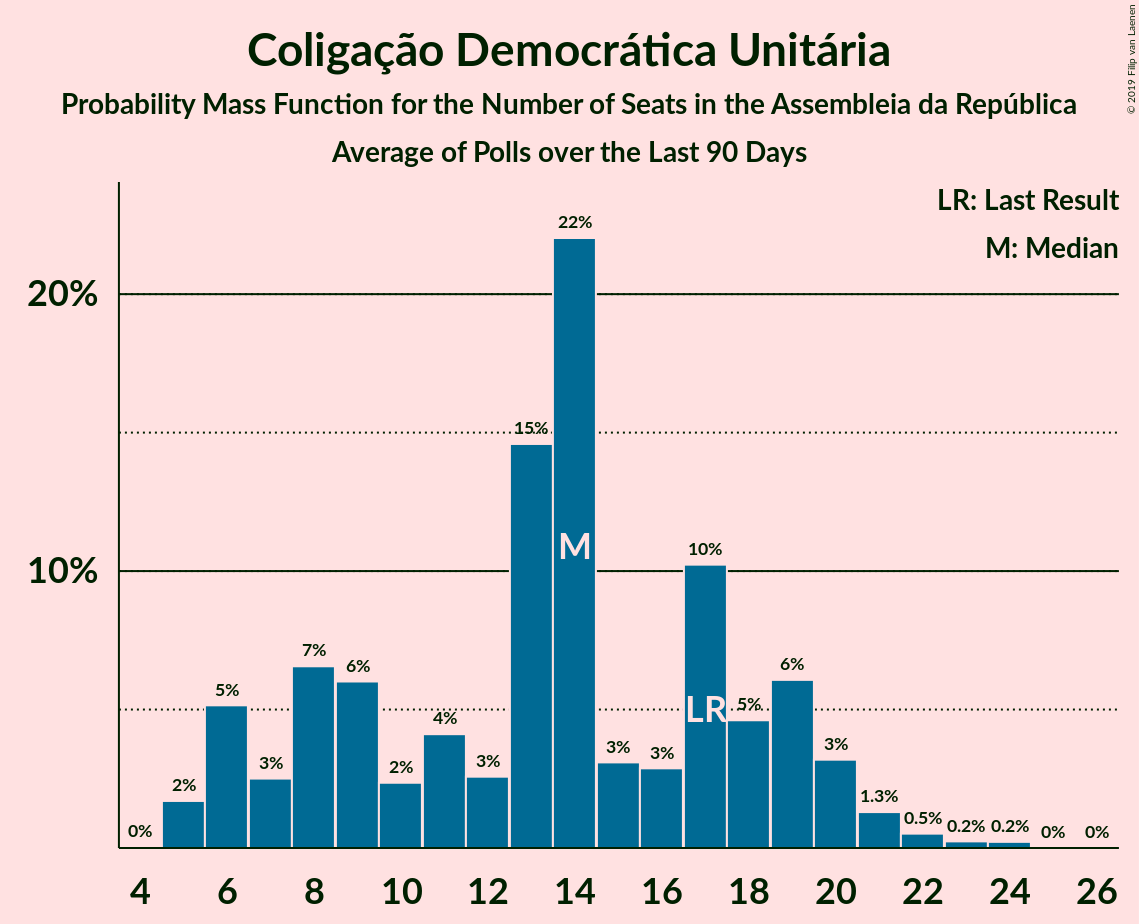 Coligação Democrática Unitária
Probability Mass Function for the Number of Seats in the Assembleia da República
Average of Polls over the Last 90 Days
© 2019 Filip van Laenen
LR: Last Result
M: Median
20%
10%
0%
2%
5%
3%
7%
6%
2%
4%
3%
15%
22%
M
3%
3%
10%
LR
5%
6%
3%
1.3%
0.5%
0.2%
0.2%
0%
0%
4 6 8 10 12 14 16 18 20 22 24 26